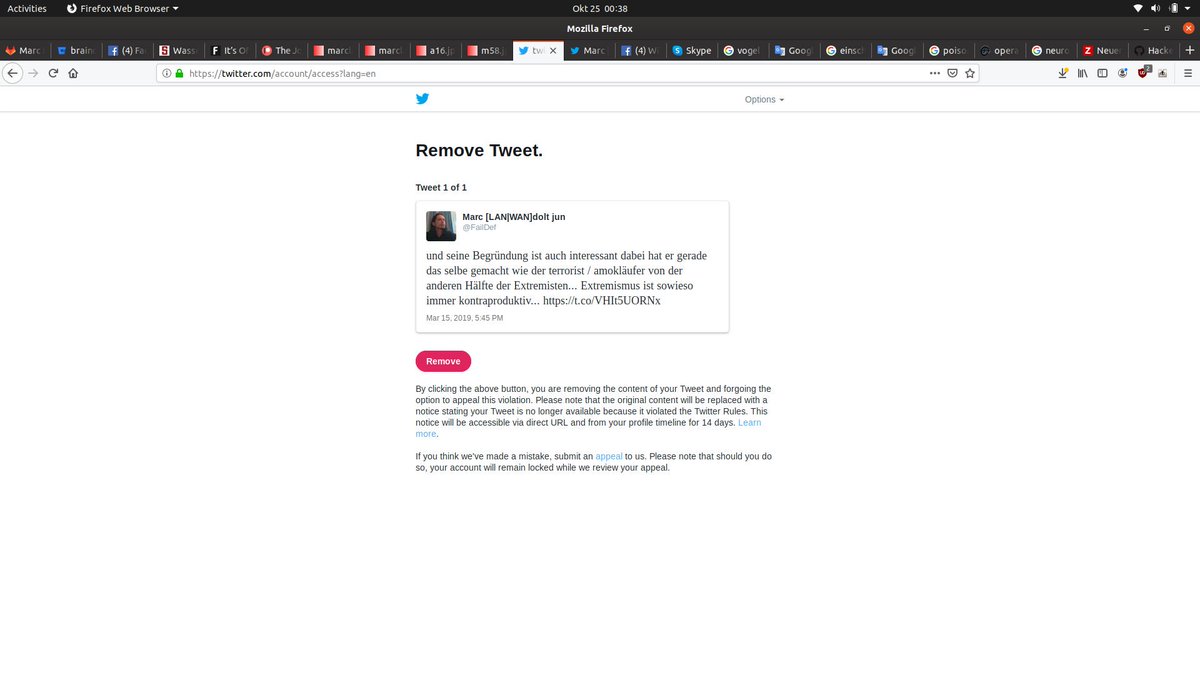 Activities Firefox Web Browser Okt 25 00:38
Mozilla Firefox
Marc brain (4) Fa Wass It's Of The Jo march marc a16.jp m58.j twi Marc (4) W Skype vogel Goog einsc Goog poiso opera neuro Neuer Hacke
https://twitter.com/account/access?lang=en
Options
Remove Tweet.
Tweet 1 of 1
Marc [LAN|WAN]dolt jun
@FailDef
und seine Begründung ist auch interessant dabei hat er gerade
das selbe gemacht wie der terrorist / amokläufer von der
anderen Hälfte der Extremisten... Extremismus ist sowieso
immer kontraproduktiv... https://t.co/VHIt5UORNx
Mar 15, 2019, 5:45 PM
Remove
By clicking the above button, you are removing the content of your Tweet and forgoing the
option to appeal this violation. Please note that the original content will be replaced with a
notice stating your Tweet is no longer available because it violated the Twitter Rules. This
notice will be accessible via direct URL and from your profile timeline for 14 days. Learn
more.
If you think we've made a mistake, submit an appeal to us. Please note that should you do
so, your account will remain locked while we review your appeal.